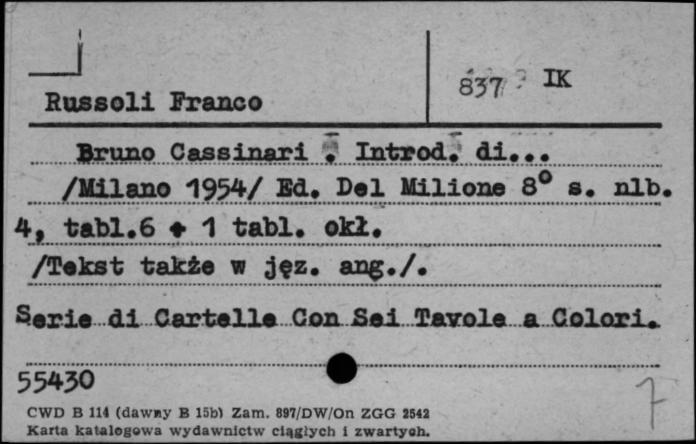 Russoli Franco
837 IK
Bruno Cassinari . Introd. di...
/Milano 1954/ Ed. Del Milione 8° s. nlb.
4, tabl.6 + 1 tabl. okł.
/Tekst także w jęz. ang./.
Serie di Cartelle Con Sei Tavole a Colori.
55430
7
CWD B 114 (dawny B 15b) Zam. 897/DW/On ZGG 2542
Karta katalogowa wydawnictw ciągłych i zwartych.